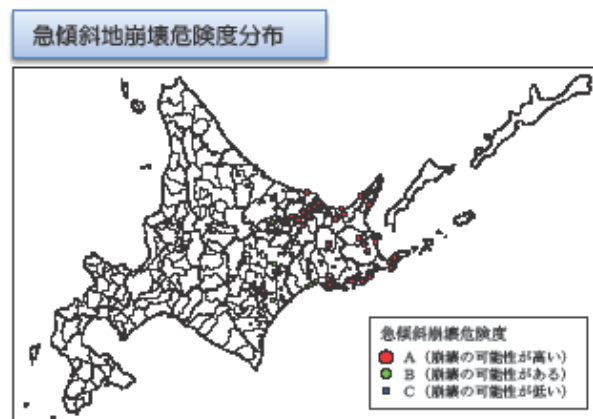 急傾斜地崩壊危険度分布
急傾斜崩壊危険度
A（崩壊の可能性が高い）
B（崩壊の可能性がある）
C（崩壊の可能性が低い）